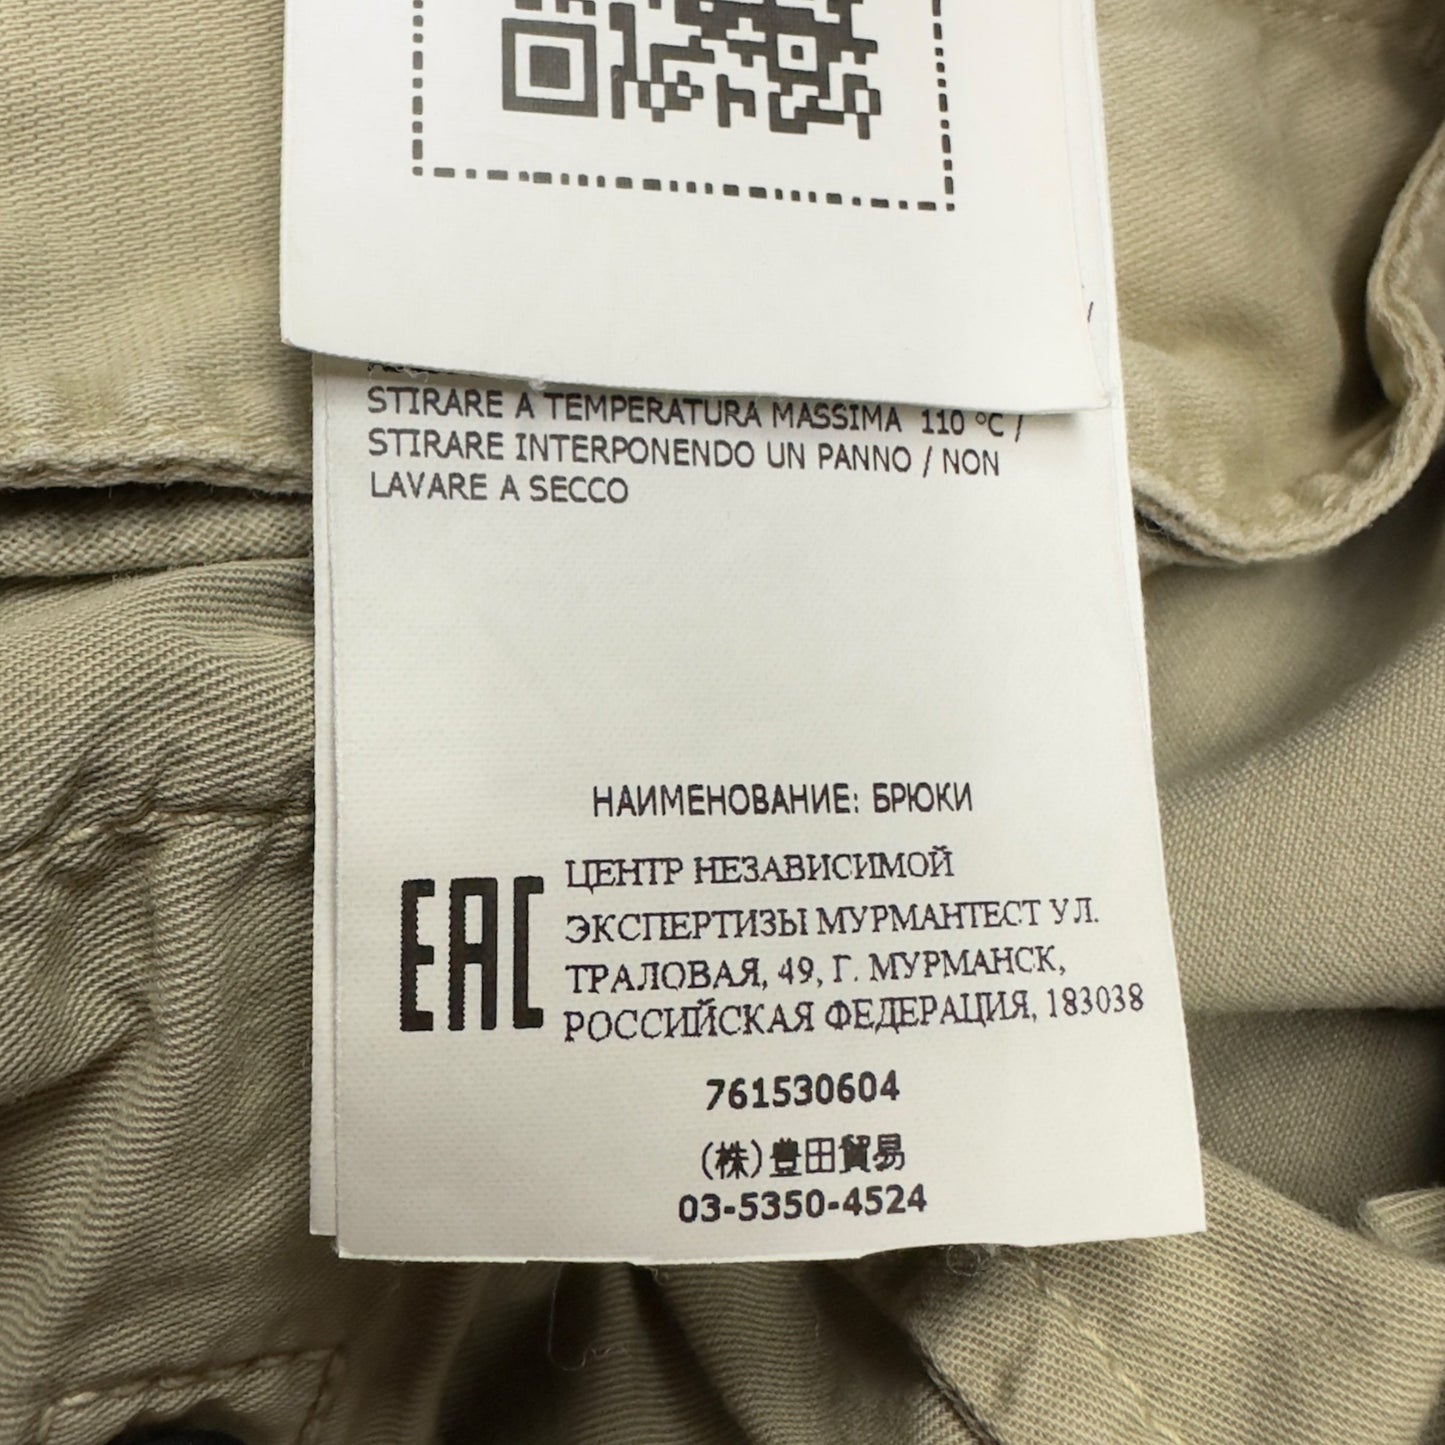 STIRARE A TEMPERATURA MASSIMA 110 °C /
STIRARE INTERPONENDO UN PANNO / NON
LAVARE A SECCO
НАИМЕНОВАНИЕ: БРЮКИ
EAC
ЦЕНТР НЕЗАВИСИМОЙ
ЭКСПЕРТИЗЫ МУРМАНТЕСТ УЛ.
ТРАЛОВАЯ, 49, Г. МУРМАНСК,
РОССИЙСКАЯ ФЕДЕРАЦИЯ, 183038
761530604
(株)豊田貿易
03-5350-4524